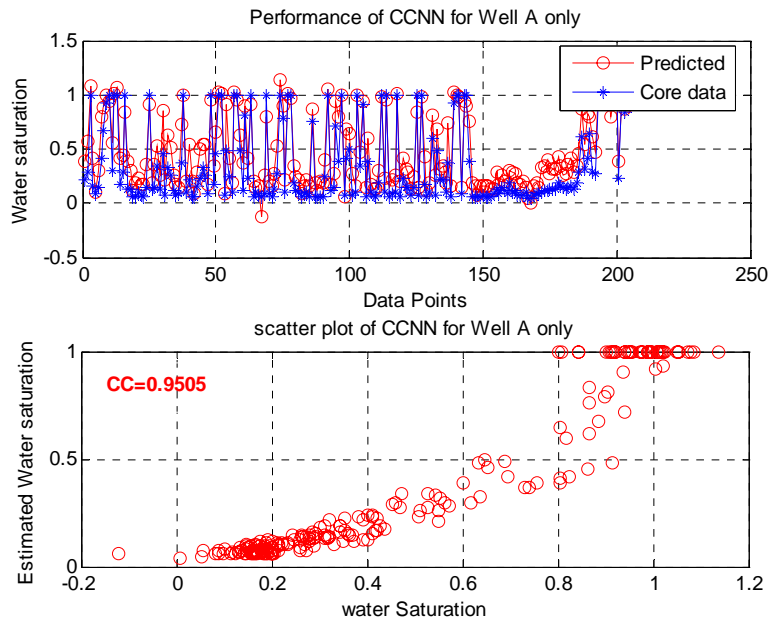 Performance of CCNN for Well A only
1.5
1
0.5
0
-0.5
Water saturation
Predicted
Core data
0
50
100
150
200
250
Data Points
scatter plot of CCNN for Well A only
1
0.5
0
Estimated Water saturation
CC=0.9505
-0.2
0
0.2
0.4
0.6
0.8
1
1.2
water Saturation